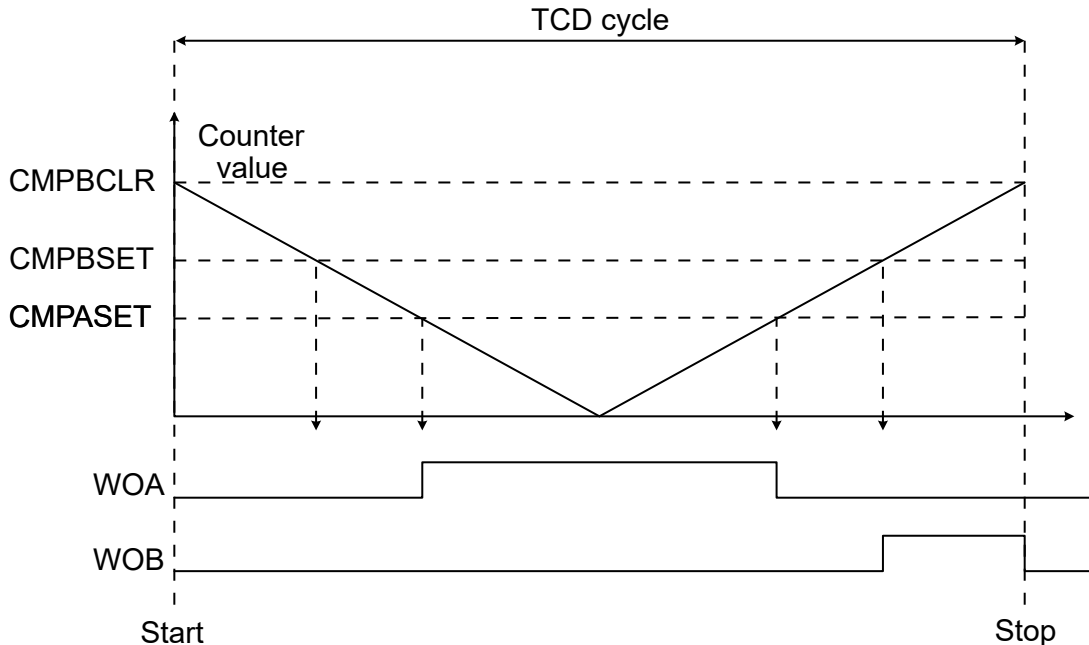 TCD cycle
Counter
value
CMPBCLR
CMPBSET
CMPASET
WOA
WOB
Start
Stop